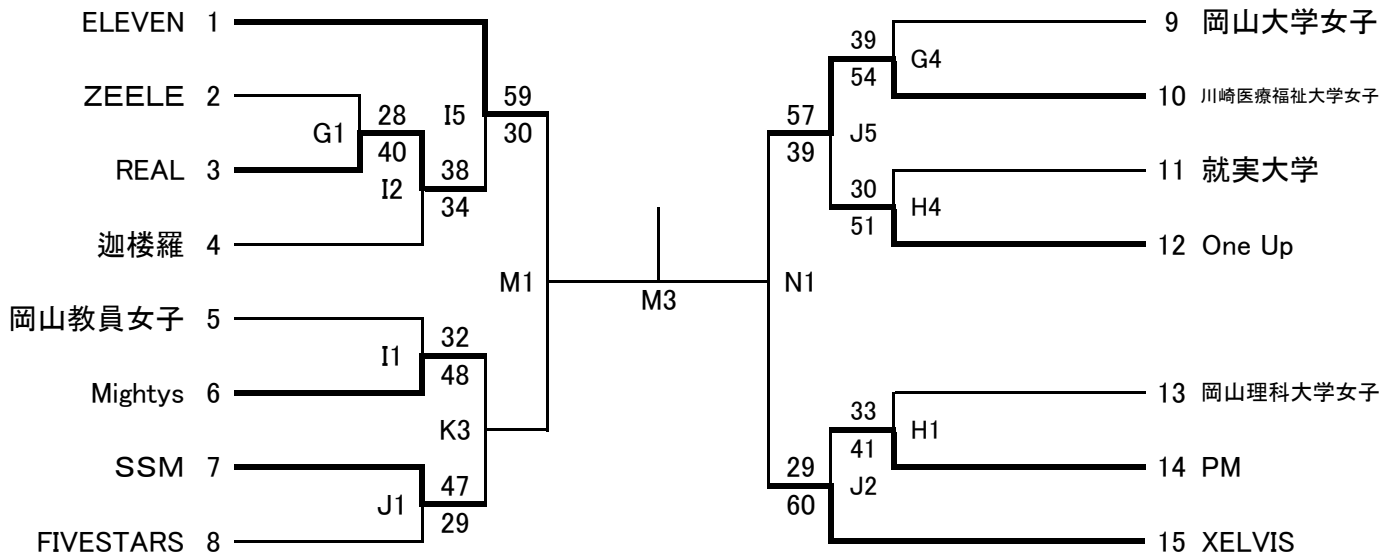 ELEVEN 1
ZEELE 2
REAL 3
迦楼羅 4
岡山教員女子 5
Mightys 6
SSM 7
FIVESTARS 8
G1
28
40
I2
38
34
I5
59
30
I1
32
48
K3
J1
47
29
M1
M3
N1
57
39
J5
39
54
G4
30
51
H4
29
60
J2
33
41
H1
9 岡山大学女子
10 川崎医療福祉大学女子
11 就実大学
12 One Up
13 岡山理科大学女子
14 PM
15 XELVIS